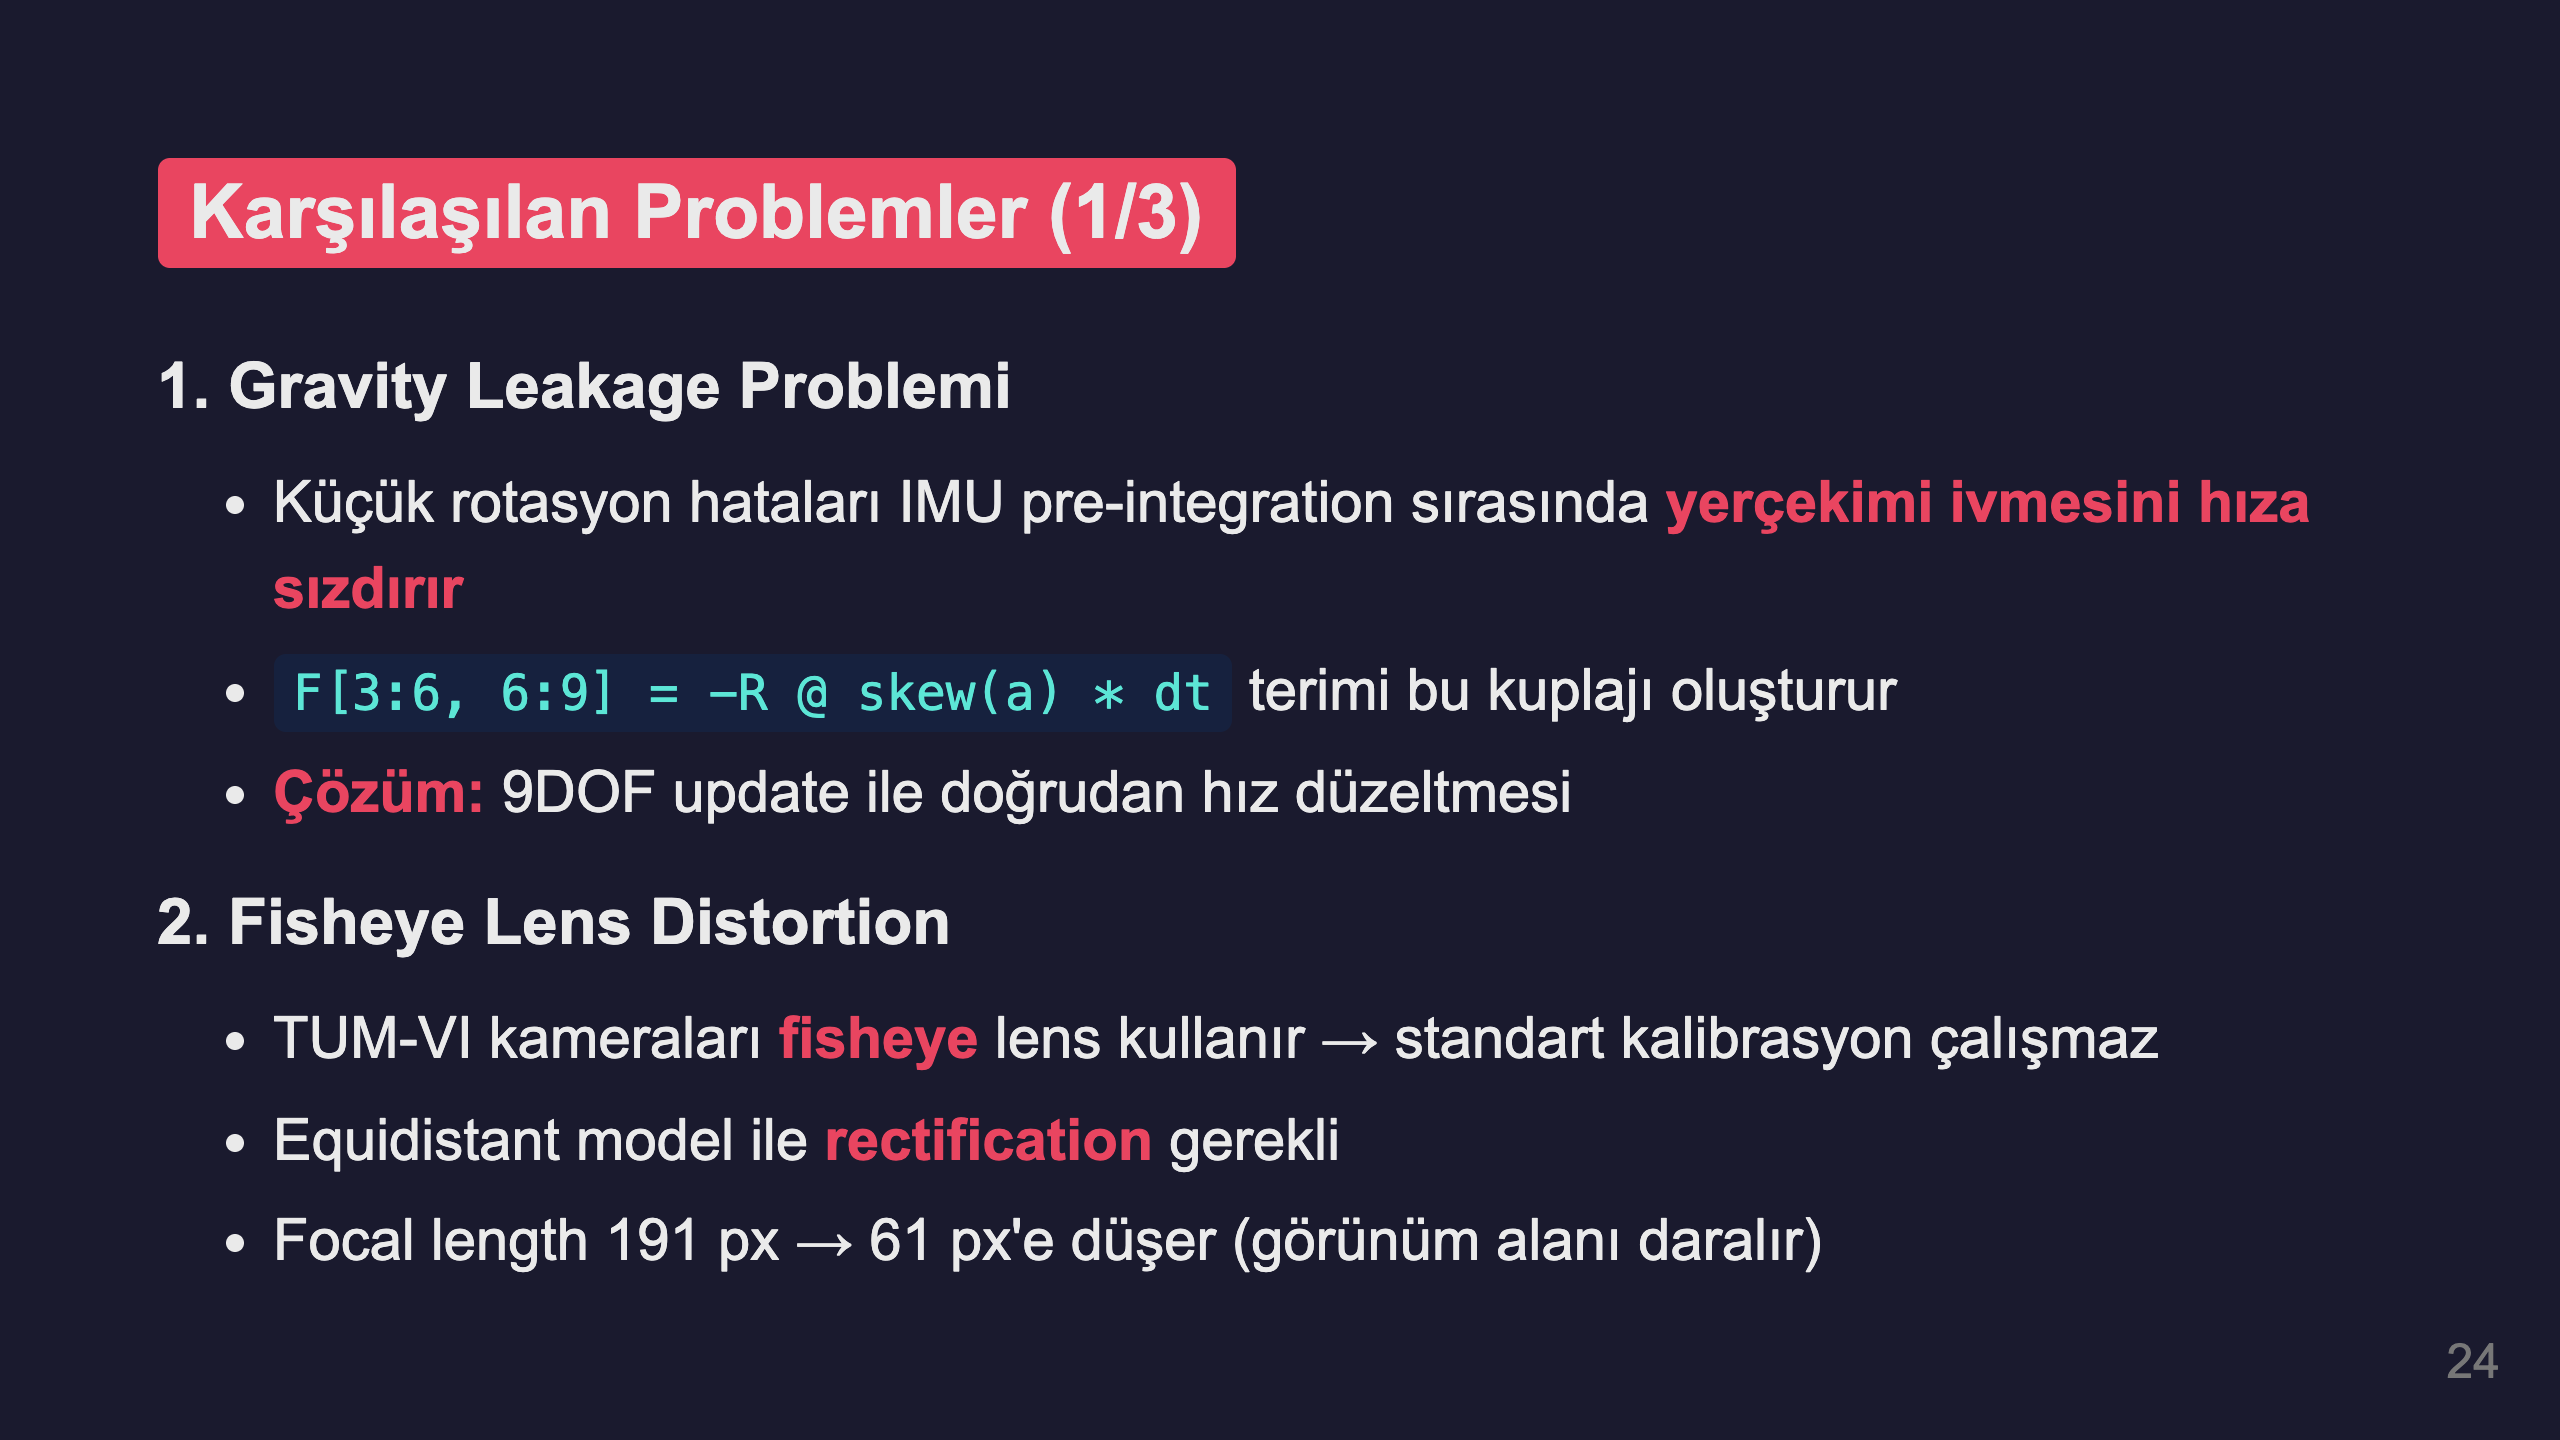 Karşılaşılan Problemler (1/3)
1. Gravity Leakage Problemi
• Küçük rotasyon hataları IMU pre-integration sırasında yerçekimi ivmesini hıza
sızdırır
• F[3:6, 6:9] = -R @ skew(a) * dt terimi bu kuplajı oluşturur
• Çözüm: 9DOF update ile doğrudan hız düzeltmesi
2. Fisheye Lens Distortion
• TUM-VI kameraları fisheye lens kullanır → standart kalibrasyon çalışmaz
• Equidistant model ile rectification gerekli
• Focal length 191 px → 61 px'e düşer (görünüm alanı daralır)
24